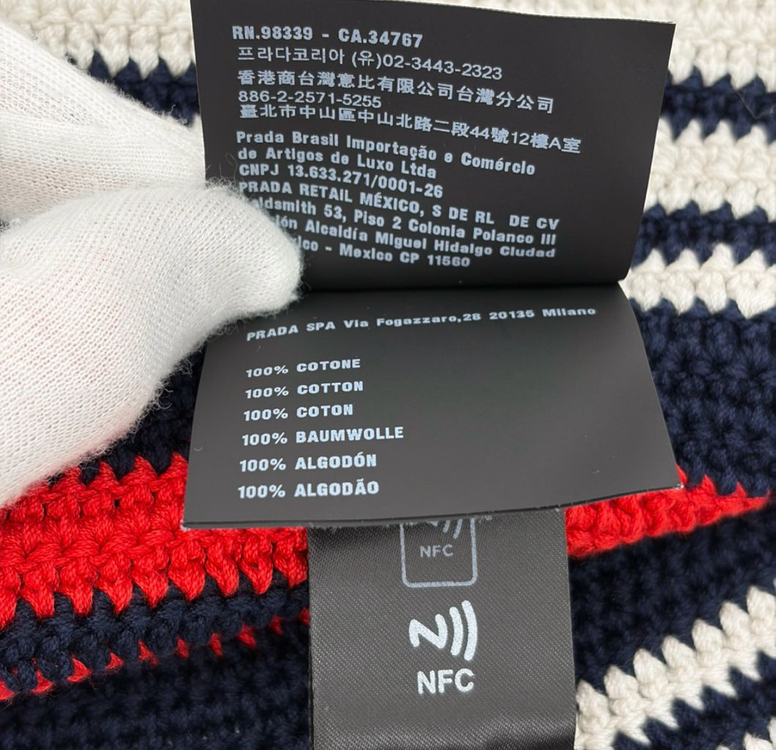 RN.98339 - CA.34767
프라다코리아 (유)02-3443-2323
香港商台灣意比有限公司台灣分公司
886-2-2571-5255
臺北市中山區中山北路二段44號12樓A室
Prada Brasil Importação e Comércio
de Artigos de Luxo Ltda
CNPJ 13.633.271/0001-26
PRADA RETAIL MÉXICO, S DE RL DE CV
53, Piso 2 Colonia Polanco III
Alcaldía Miguel Hidalgo Ciudad
- Mexico CP 11560
PRADA SPA Via Fogazzaro,28 20135 Milano
100% COTONE
100% COTTON
100% COTON
100% BAUMWOLLE
100% ALGODÓN
100% ALGODÃO
NFC
NFC